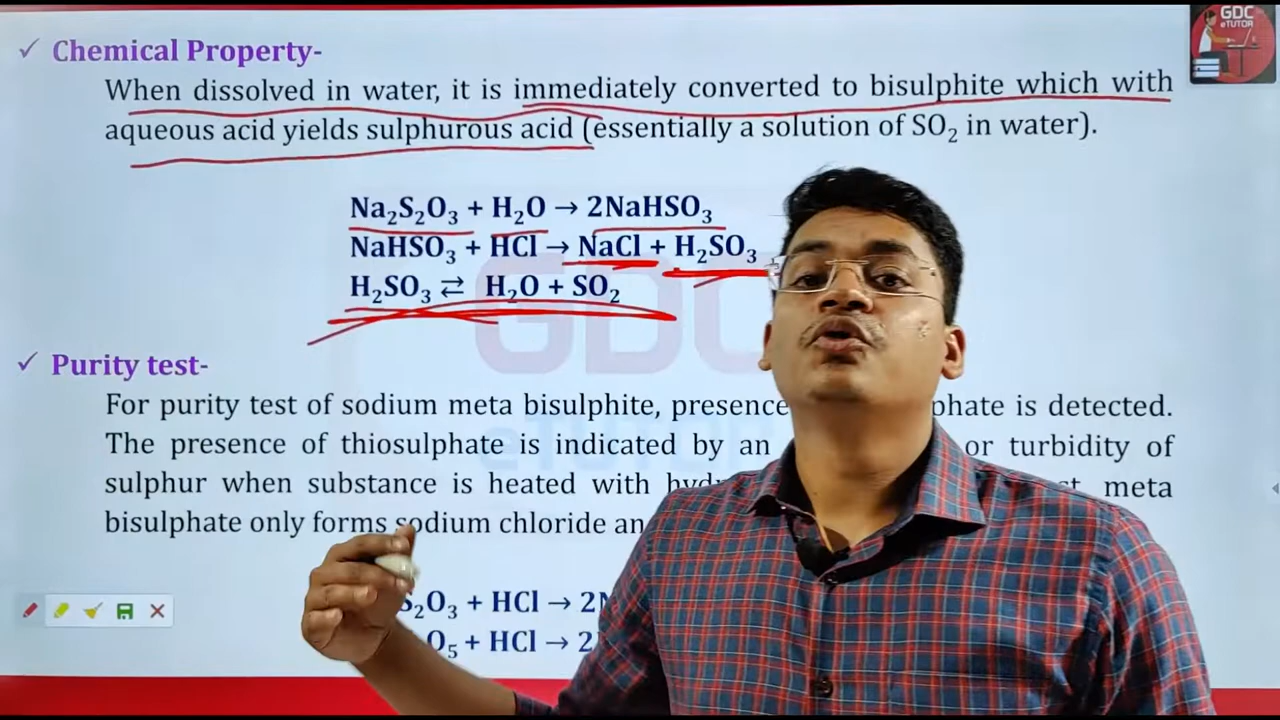 GDC
eTUTOR
✓ Chemical Property-
When dissolved in water, it is immediately converted to bisulphite which with
aqueous acid yields sulphurous acid (essentially a solution of SO₂ in water).
Na₂S₂O₃ + H₂O → 2NaHSO₃
NaHSO₃ + HCl → NaCl + H₂SO₃
H₂SO₃ ⇄ H₂O + SO₂
✓ Purity test-
For purity test of sodium meta bisulphite, presence phate is detected.
The presence of thiosulphate is indicated by an or turbidity of
sulphur when substance is heated with meta
bisulphate only forms sodium chloride
S₂O₃ + HCl → 2
O₅ + HCl → 2